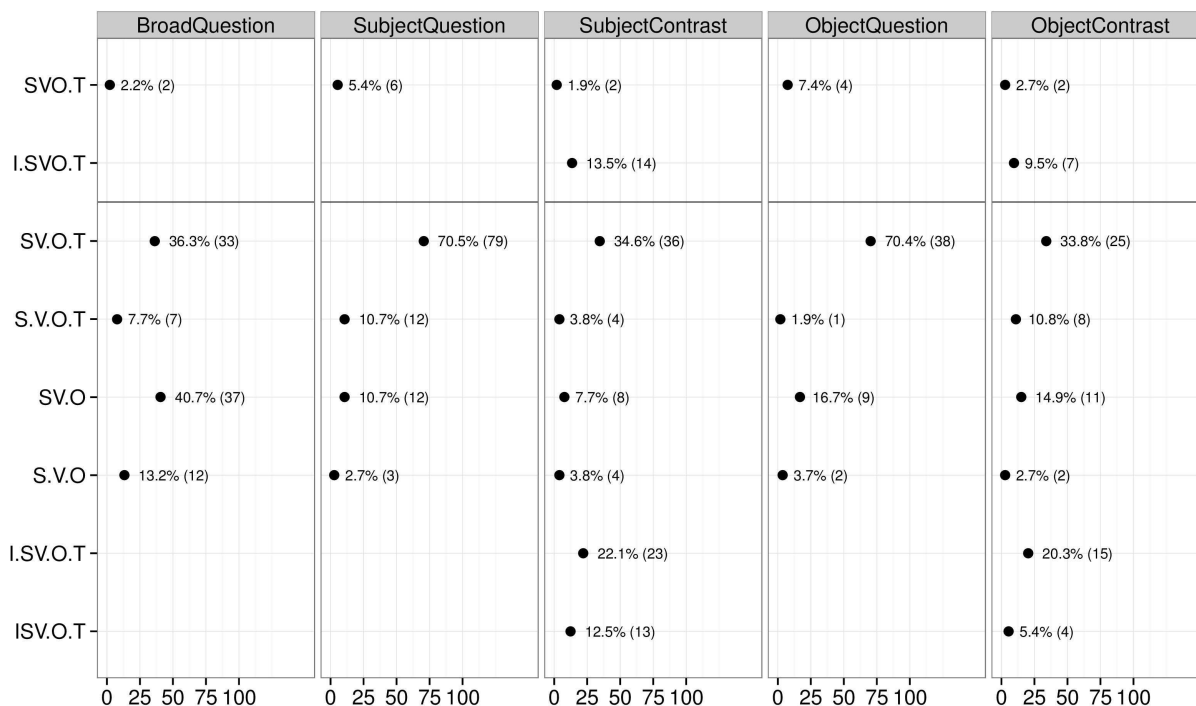 BroadQuestion SubjectQuestion SubjectContrast ObjectQuestion ObjectContrast
SVO.T 2.2% (2) 5.4% (6) 1.9% (2) 7.4% (4) 2.7% (2)
I.SVO.T 13.5% (14) 9.5% (7)
SV.O.T 36.3% (33) 70.5% (79) 34.6% (36) 70.4% (38) 33.8% (25)
S.V.O.T 7.7% (7) 10.7% (12) 3.8% (4) 1.9% (1) 10.8% (8)
SV.O 40.7% (37) 10.7% (12) 7.7% (8) 16.7% (9) 14.9% (11)
S.V.O 13.2% (12) 2.7% (3) 3.8% (4) 3.7% (2) 2.7% (2)
I.SV.O.T 22.1% (23) 20.3% (15)
ISV.O.T 12.5% (13) 5.4% (4)
0 25 50 75 100 0 25 50 75 100 0 25 50 75 100 0 25 50 75 100 0 25 50 75 100